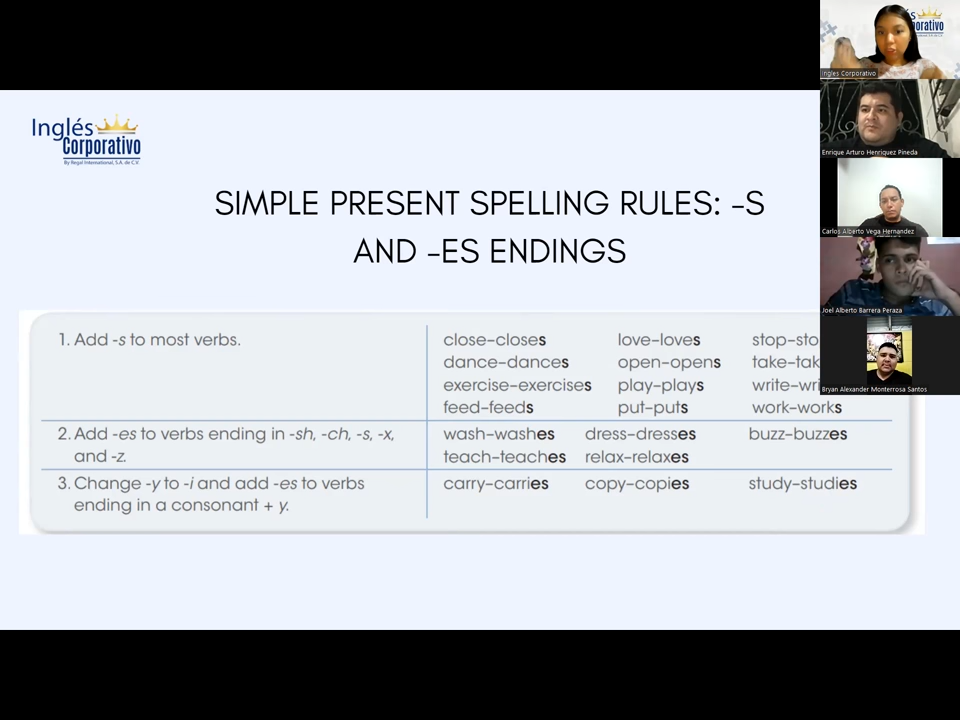 Inglés
Corporativo
By Regal International, S.A. de C.V.
SIMPLE PRESENT SPELLING RULES: -S
AND -ES ENDINGS
1. Add -s to most verbs.
close-closes love-loves
dance-dances open-opens
exercise-exercises play-plays
feed-feeds put-puts work-works
2. Add -es to verbs ending in -sh, -ch, -s, -x,
and -z.
wash-washes dress-dresses buzz-buzzes
teach-teaches relax-relaxes
3. Change -y to -i and add -es to verbs
ending in a consonant + y.
carry-carries copy-copies study-studies
Ingles Corporativo
Enrique Arturo Henriquez Pineda
Carlos Alberto Vega Hernandez
Joel Alberto Barrera Peraza
Bryan Alexander Monterrosa Santos